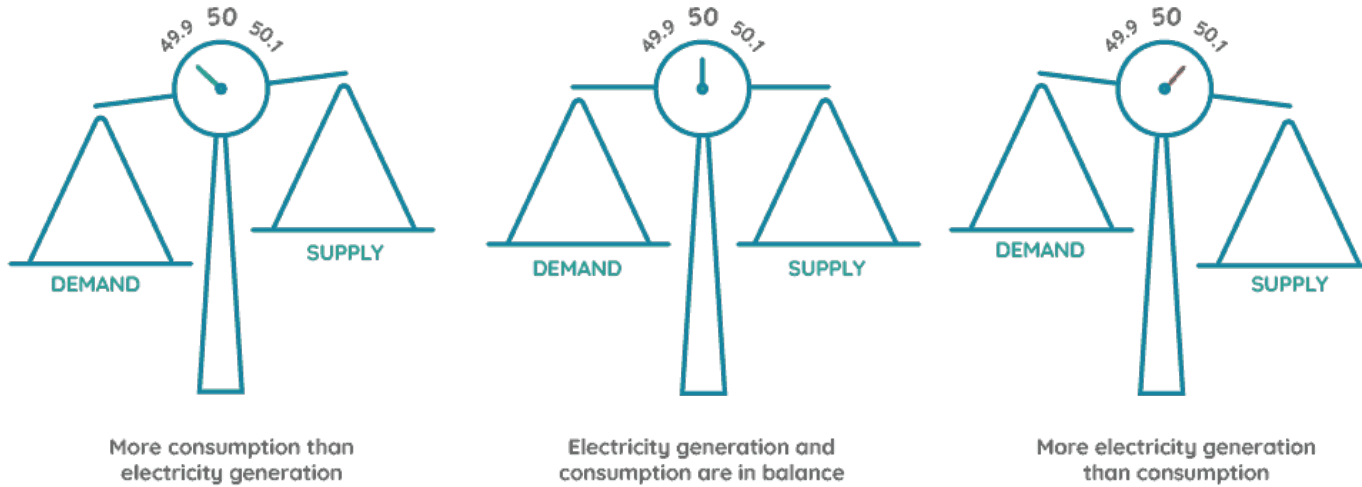 49.9 50 50.1
DEMAND
SUPPLY
More consumption than
electricity generation
49.9 50 50.1
DEMAND
SUPPLY
Electricity generation and
consumption are in balance
49.9 50 50.1
DEMAND
SUPPLY
More electricity generation
than consumption